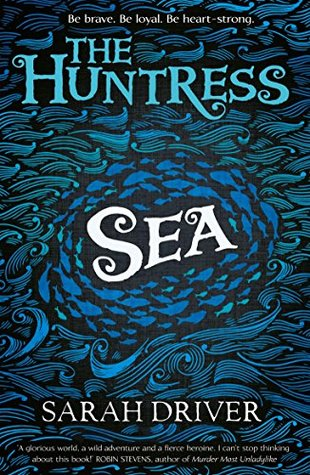 Be brave. Be loyal. Be heart-strong.
THE
HUNTRESS
SEA
SARAH DRIVER
'A glorious world, a wild adventure and a fierce heroine. I can't stop thinking
about this book!' ROBIN STEVENS, author of Murder Most Unladylike